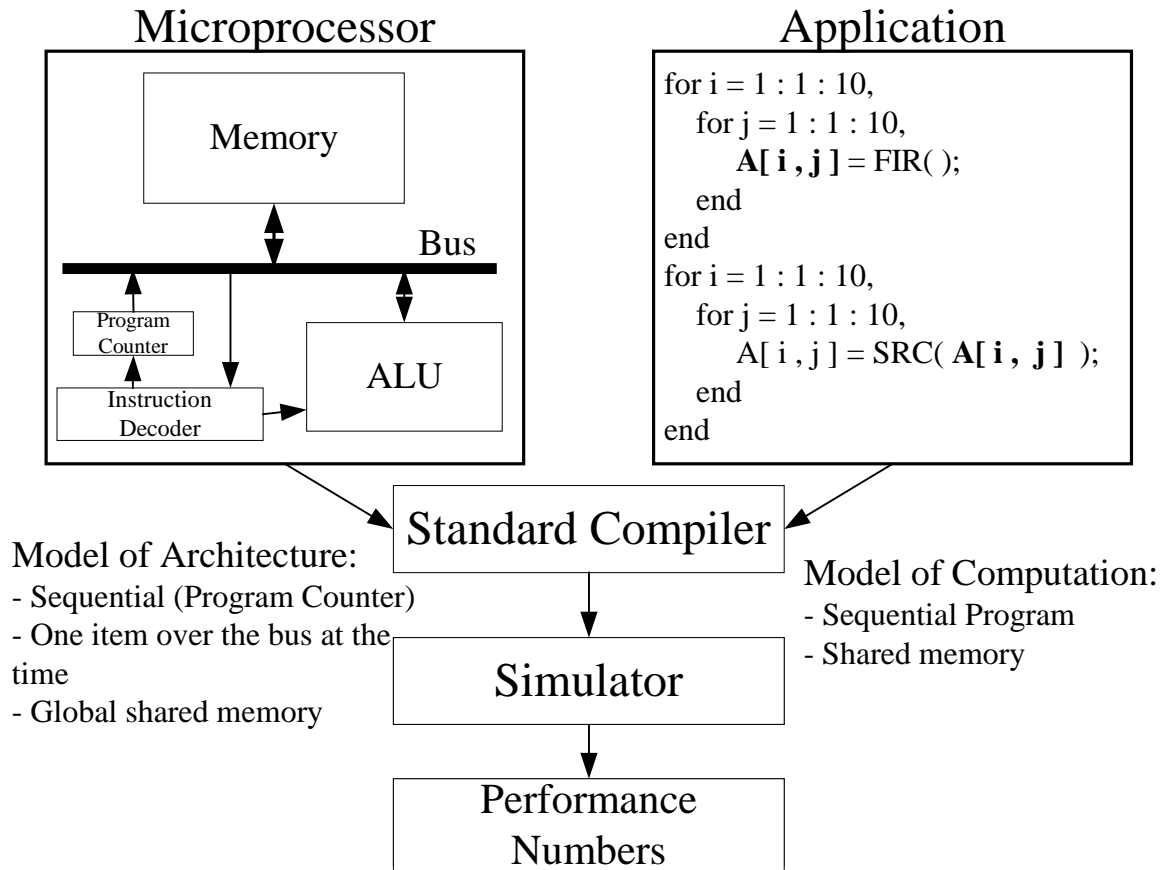 Microprocessor
Memory
Bus
Program
Counter
ALU
Instruction
Decoder
Application
for i = 1 : 1 : 10,
for j = 1 : 1 : 10,
A[ i , j ] = FIR( );
end
end
for i = 1 : 1 : 10,
for j = 1 : 1 : 10,
A[ i , j ] = SRC( A[ i , j ] );
end
end
Standard Compiler
Model of Architecture:
- Sequential (Program Counter)
- One item over the bus at the
time
- Global shared memory
Model of Computation:
- Sequential Program
- Shared memory
Simulator
Performance
Numbers